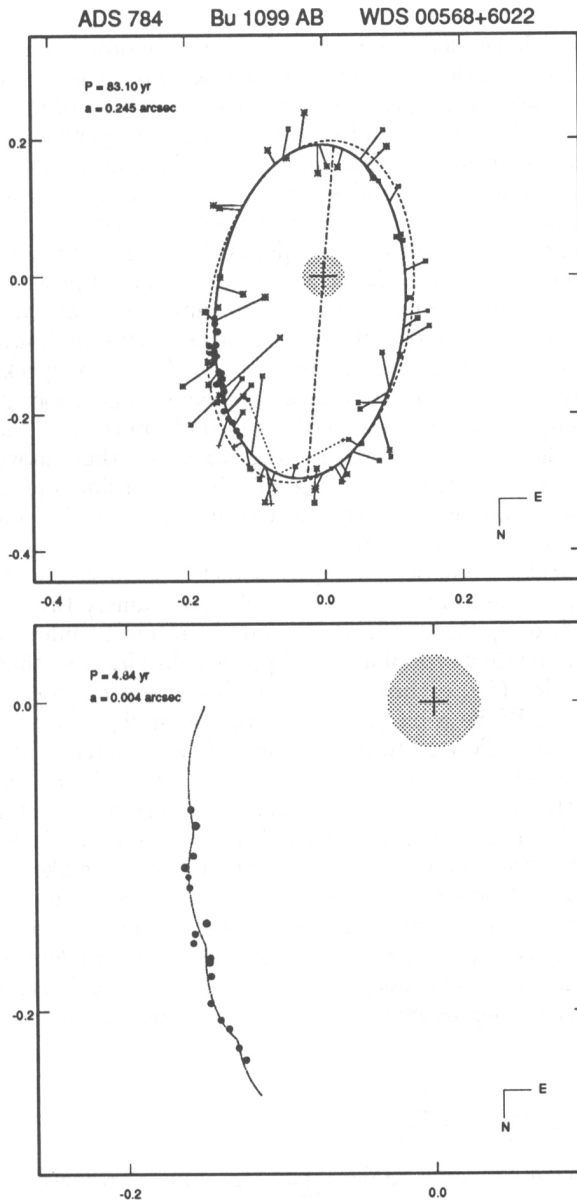 ADS 784 Bu 1099 AB WDS 00568+6022
P = 83.10 yr
a = 0.245 arcsec
0.2
0.0
-0.2
-0.4
E
N
-0.4 -0.2 0.0 0.2
P = 4.84 yr
a = 0.004 arcsec
0.0
-0.2
E
N
-0.2 0.0